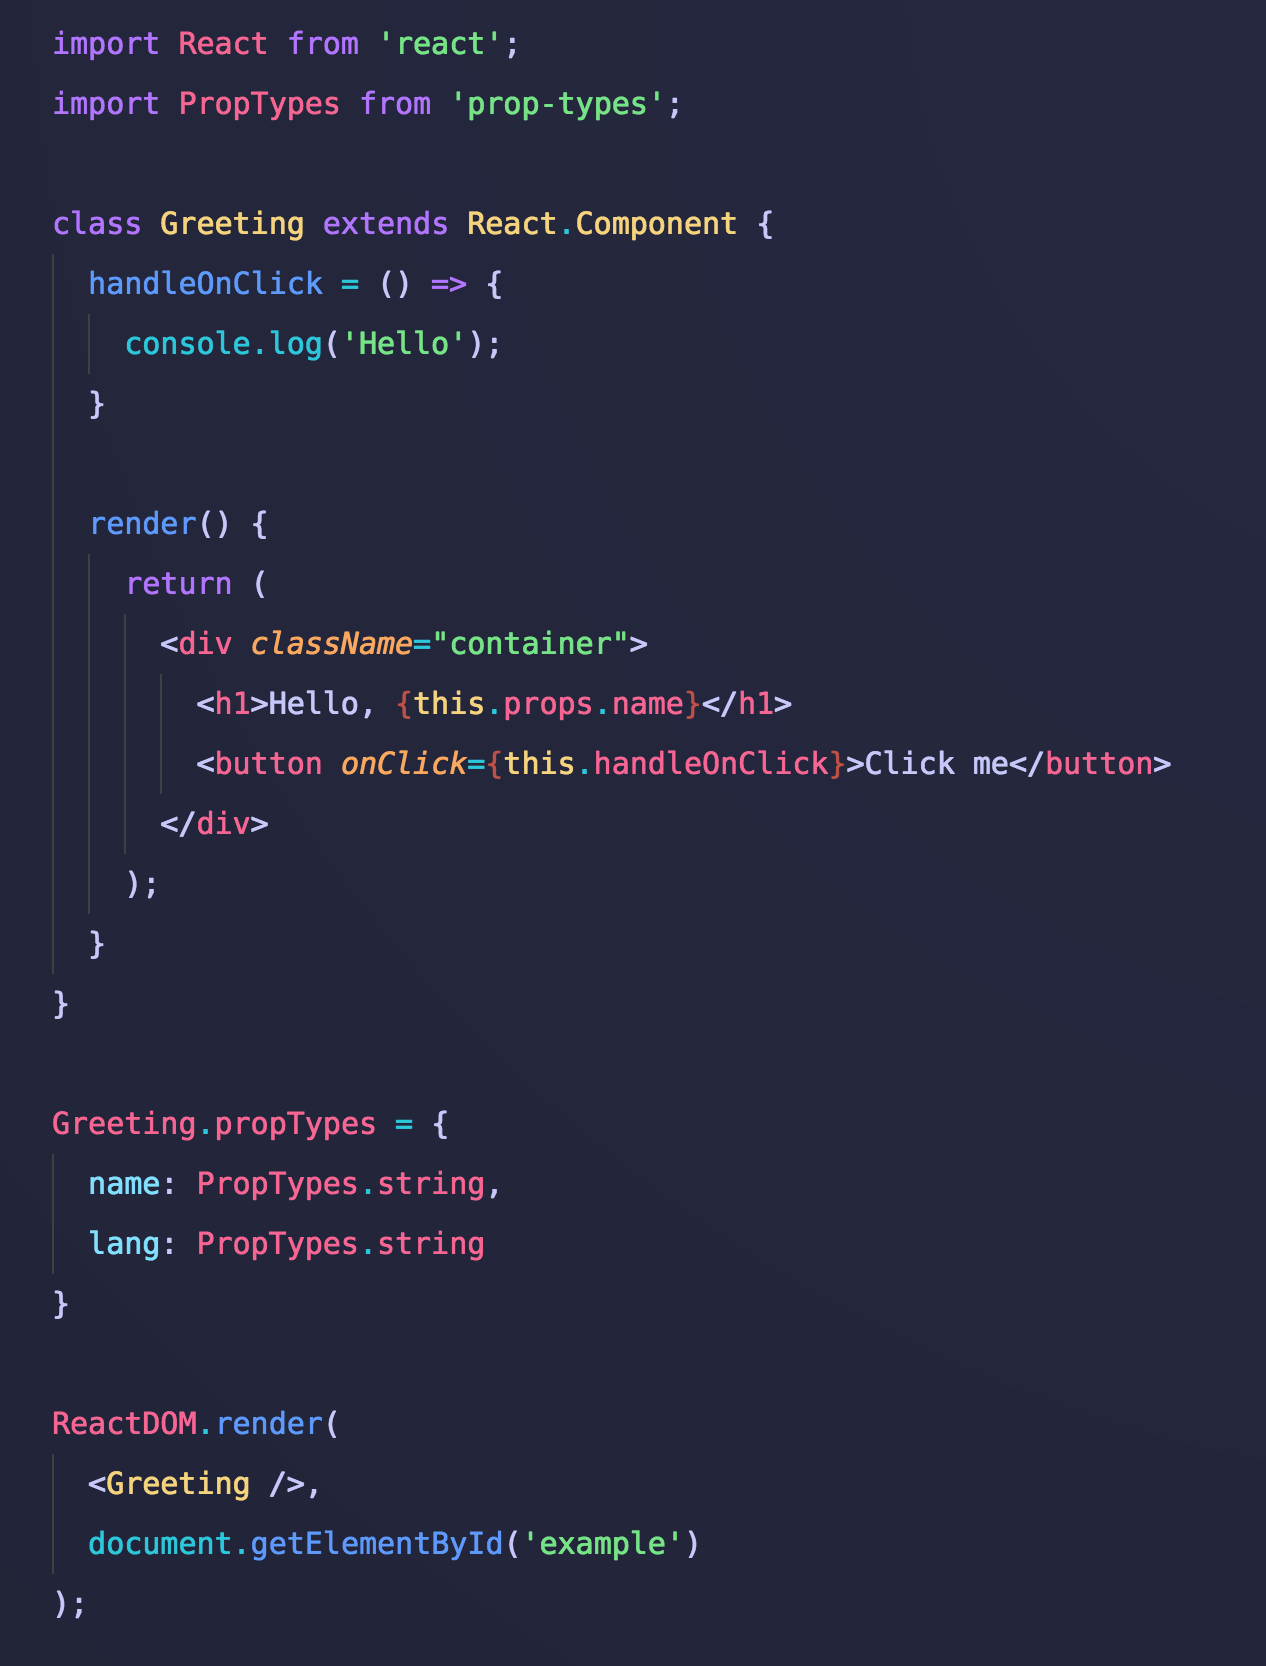 import React from 'react';
import PropTypes from 'prop-types';

class Greeting extends React.Component {
  handleOnClick = () => {
    console.log('Hello');
  }

  render() {
    return (
      <div className="container">
        <h1>Hello, {this.props.name}</h1>
        <button onClick={this.handleOnClick}>Click me</button>
      </div>
    );
  }
}

Greeting.propTypes = {
  name: PropTypes.string,
  lang: PropTypes.string
}

ReactDOM.render(
  <Greeting />,
  document.getElementById('example')
);